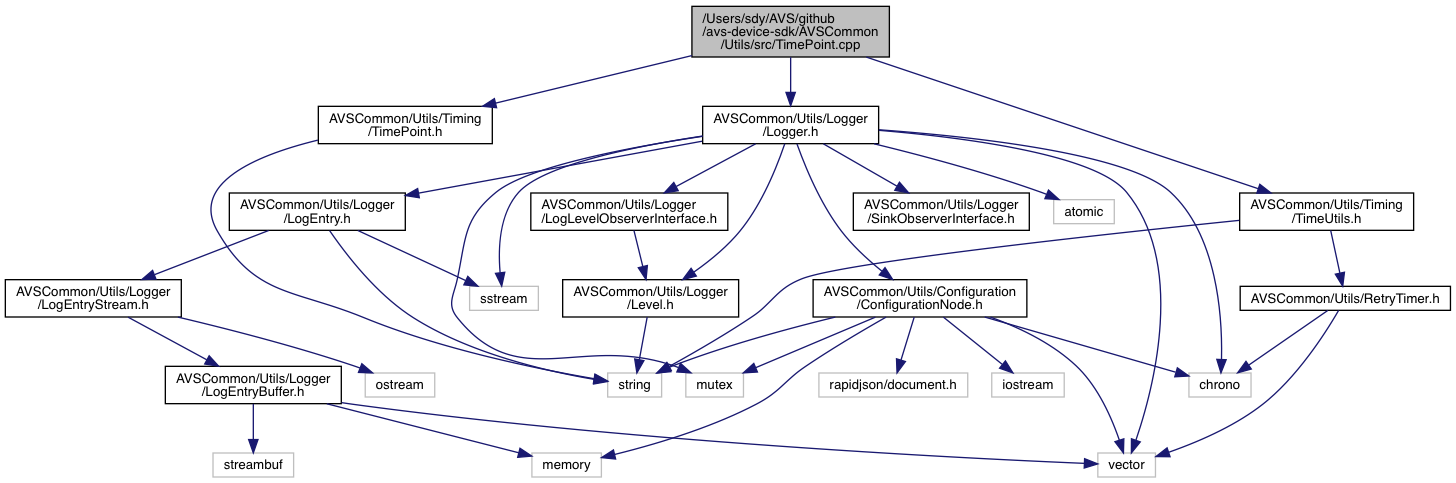 /Users/sdy/AVS/github
/avs-device-sdk/AVSCommon
/Utils/src/TimePoint.cpp
AVSCommon/Utils/Timing
/TimePoint.h
AVSCommon/Utils/Logger
/Logger.h
AVSCommon/Utils/Logger
/LogEntry.h
AVSCommon/Utils/Logger
/LogLevelObserverInterface.h
AVSCommon/Utils/Logger
/SinkObserverInterface.h
atomic
AVSCommon/Utils/Timing
/TimeUtils.h
AVSCommon/Utils/Logger
/LogEntryStream.h
sstream
AVSCommon/Utils/Logger
/Level.h
AVSCommon/Utils/Configuration
/ConfigurationNode.h
AVSCommon/Utils/RetryTimer.h
AVSCommon/Utils/Logger
/LogEntryBuffer.h
ostream
string
mutex
rapidjson/document.h
iostream
chrono
streambuf
memory
vector